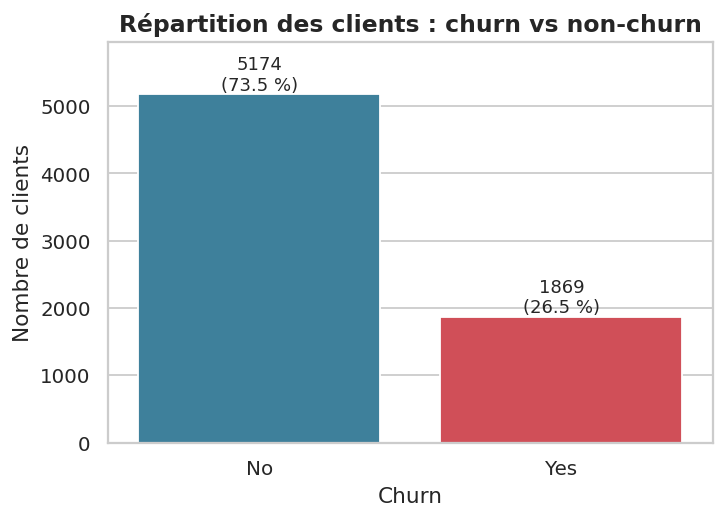 Répartition des clients : churn vs non-churn
Nombre de clients
5000
4000
3000
2000
1000
0
5174
(73.5 %)
1869
(26.5 %)
No
Yes
Churn